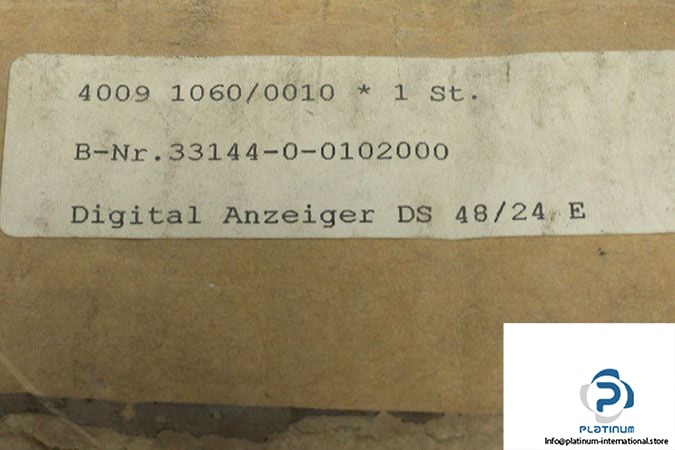 4009 1060/0010 * 1 St.
B-Nr.33144-0-0102000
Digital Anzeiger DS 48/24 E
PLATINUM
Info@platinum-international.store